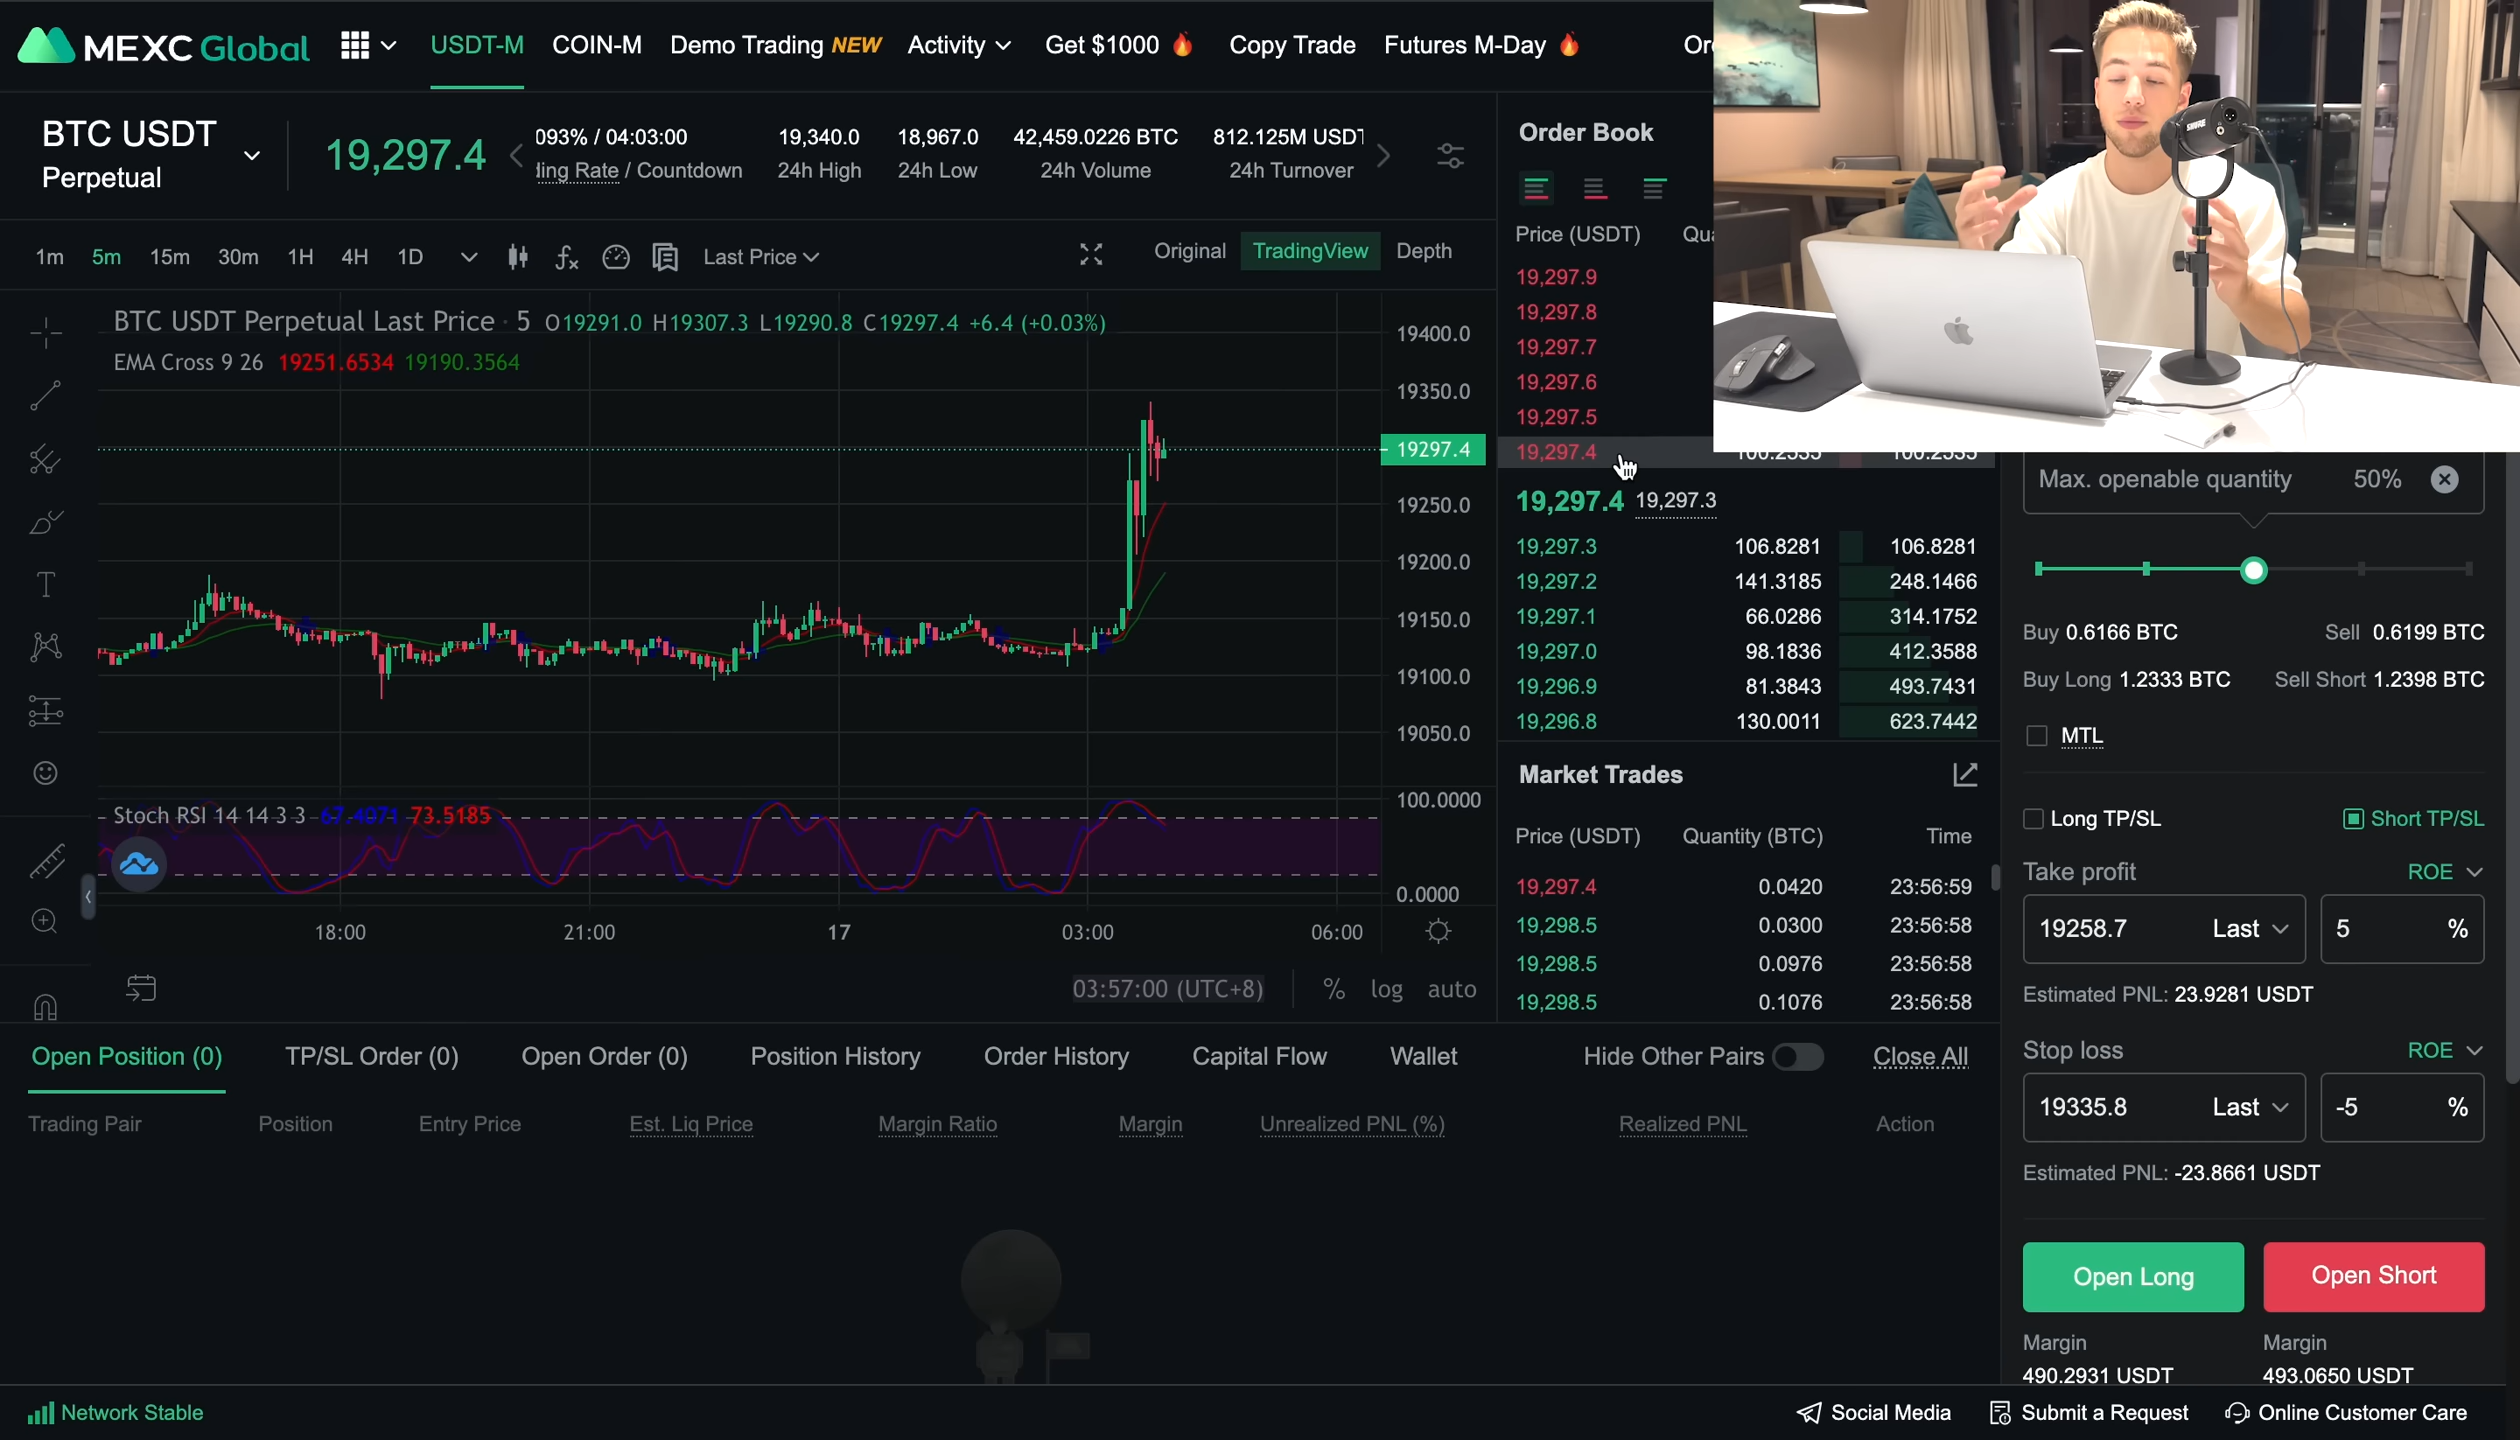 MEXC Global
USDT-M
COIN-M
Demo Trading NEW
Activity
Get $1000
Copy Trade
Futures M-Day
BTC USDT
Perpetual
19,297.4
093% / 04:03:00
ding Rate / Countdown
19,340.0
24h High
18,967.0
24h Low
42,459.0226 BTC
24h Volume
812.125M USDT
24h Turnover
1m 5m 15m 30m 1H 4H 1D
Last Price
Original TradingView Depth
BTC USDT Perpetual Last Price · 5 O19291.0 H19307.3 L19290.8 C19297.4 +6.4 (+0.03%)
EMA Cross 9 26 19251.6534 19190.3564
19400.0
19350.0
19297.4
19250.0
19200.0
19150.0
19100.0
19050.0
Stoch RSI 14 14 3 3 67.4071 73.5185
100.0000
0.0000
18:00 21:00 17 03:00 06:00
03:57:00 (UTC+8) % log auto
Order Book
Price (USDT) Qua
19,297.9
19,297.8
19,297.7
19,297.6
19,297.5
19,297.4 100.2335 100.2335
19,297.4 19,297.3
19,297.3 106.8281 106.8281
19,297.2 141.3185 248.1466
19,297.1 66.0286 314.1752
19,297.0 98.1836 412.3588
19,296.9 81.3843 493.7431
19,296.8 130.0011 623.7442
Market Trades
Price (USDT) Quantity (BTC) Time
19,297.4 0.0420 23:56:59
19,298.5 0.0300 23:56:58
19,298.5 0.0976 23:56:58
19,298.5 0.1076 23:56:58
SHURE
Max. openable quantity 50%
Buy 0.6166 BTC Sell 0.6199 BTC
Buy Long 1.2333 BTC Sell Short 1.2398 BTC
MTL
Long TP/SL Short TP/SL
Take profit ROE
19258.7 Last 5 %
Estimated PNL: 23.9281 USDT
Stop loss ROE
19335.8 Last -5 %
Estimated PNL: -23.8661 USDT
Open Long Open Short
Margin Margin
490.2931 USDT 493.0650 USDT
Open Position (0) TP/SL Order (0) Open Order (0) Position History Order History Capital Flow Wallet Hide Other Pairs Close All
Trading Pair Position Entry Price Est. Liq Price Margin Ratio Margin Unrealized PNL (%) Realized PNL Action
Network Stable
Social Media Submit a Request Online Customer Care